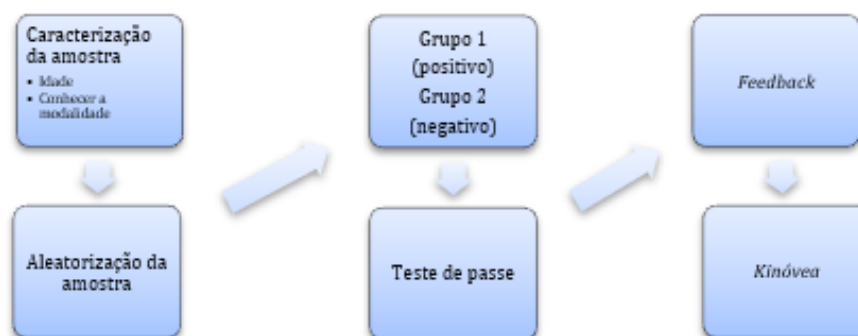 Caracterização
da amostra
▪ Idade
▪ Conhecer a
modalidade
Aleatorização da
amostra
Grupo 1
(positivo)
Grupo 2
(negativo)
Teste de passe
Feedback
Kinóvea